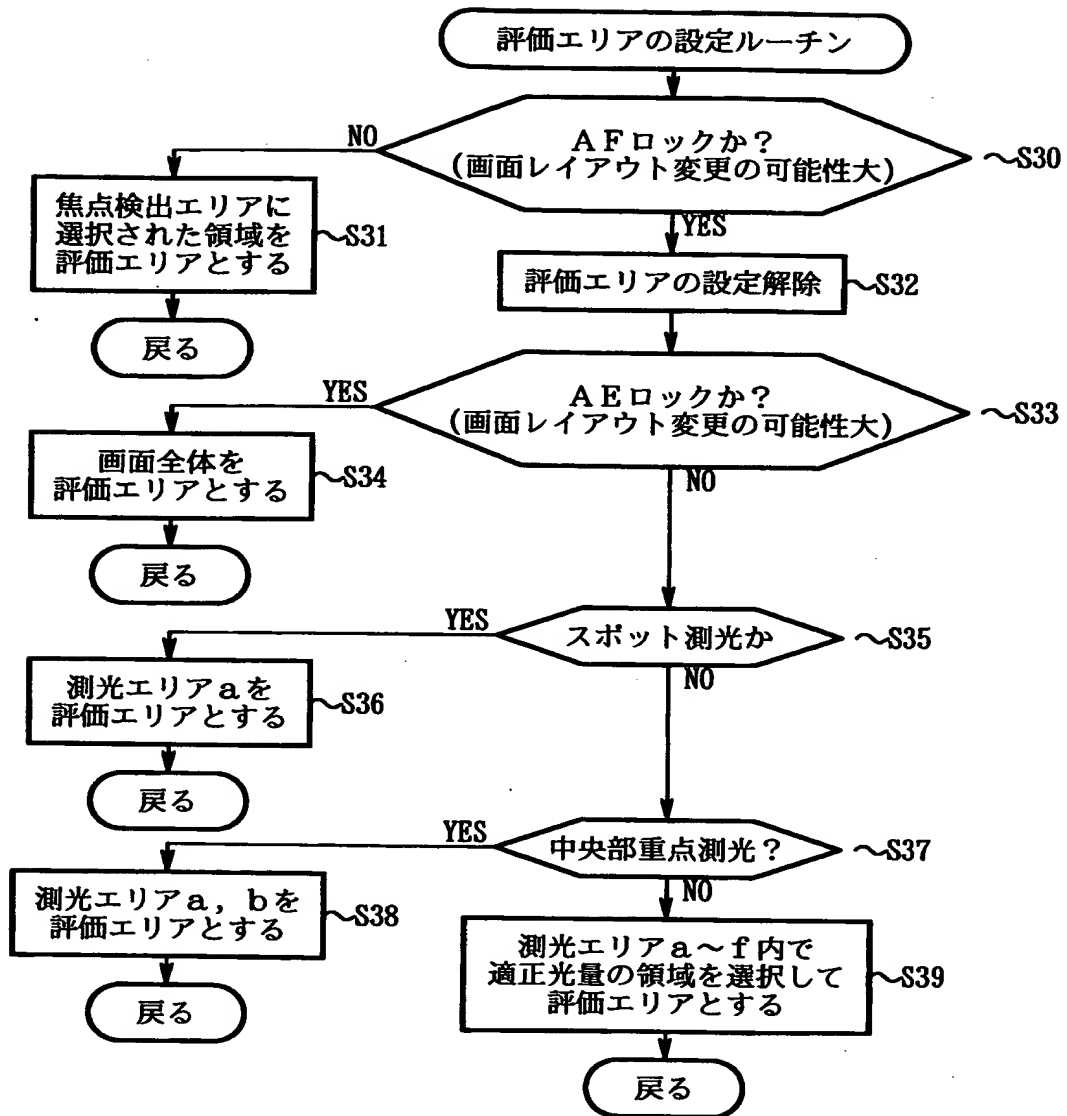 評価エリアの設定ルーチン
AFロックか?
(画面レイアウト変更の可能性大)
~S30
NO
YES
焦点検出エリアに
選択された領域を
評価エリアとする
~S31
戻る
評価エリアの設定解除
~S32
AEロックか?
(画面レイアウト変更の可能性大)
~S33
YES
NO
画面全体を
評価エリアとする
~S34
戻る
スポット測光か
~S35
YES
NO
測光エリアaを
評価エリアとする
~S36
戻る
中央部重点測光?
~S37
YES
NO
測光エリアa,bを
評価エリアとする
~S38
戻る
測光エリアa~f内で
適正光量の領域を選択して
評価エリアとする
~S39
戻る